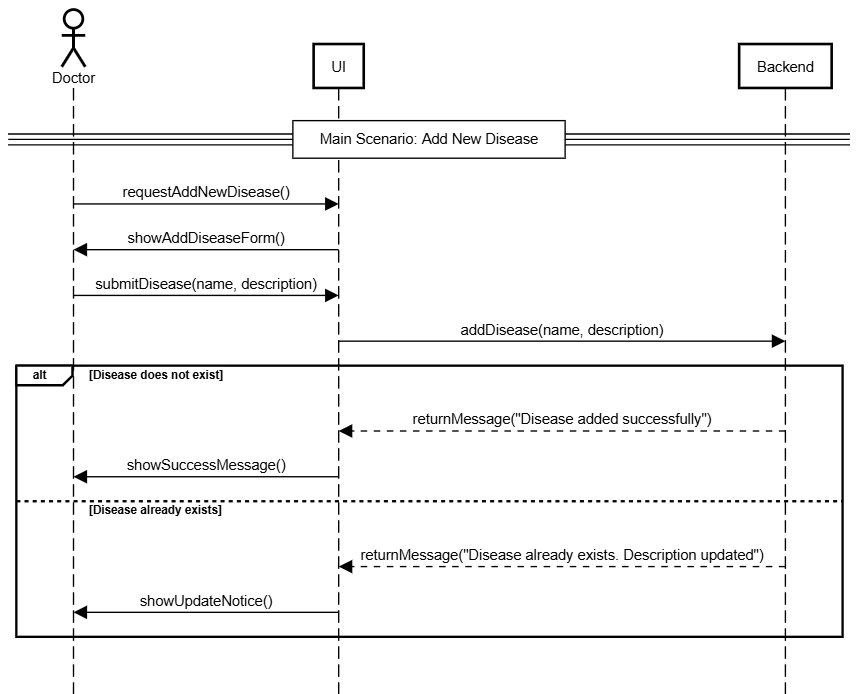 Doctor
UI
Backend
Main Scenario: Add New Disease
requestAddNewDisease()
showAddDiseaseForm()
submitDisease(name, description)
addDisease(name, description)
alt
[Disease does not exist]
returnMessage("Disease added successfully")
showSuccessMessage()
[Disease already exists]
returnMessage("Disease already exists. Description updated")
showUpdateNotice()